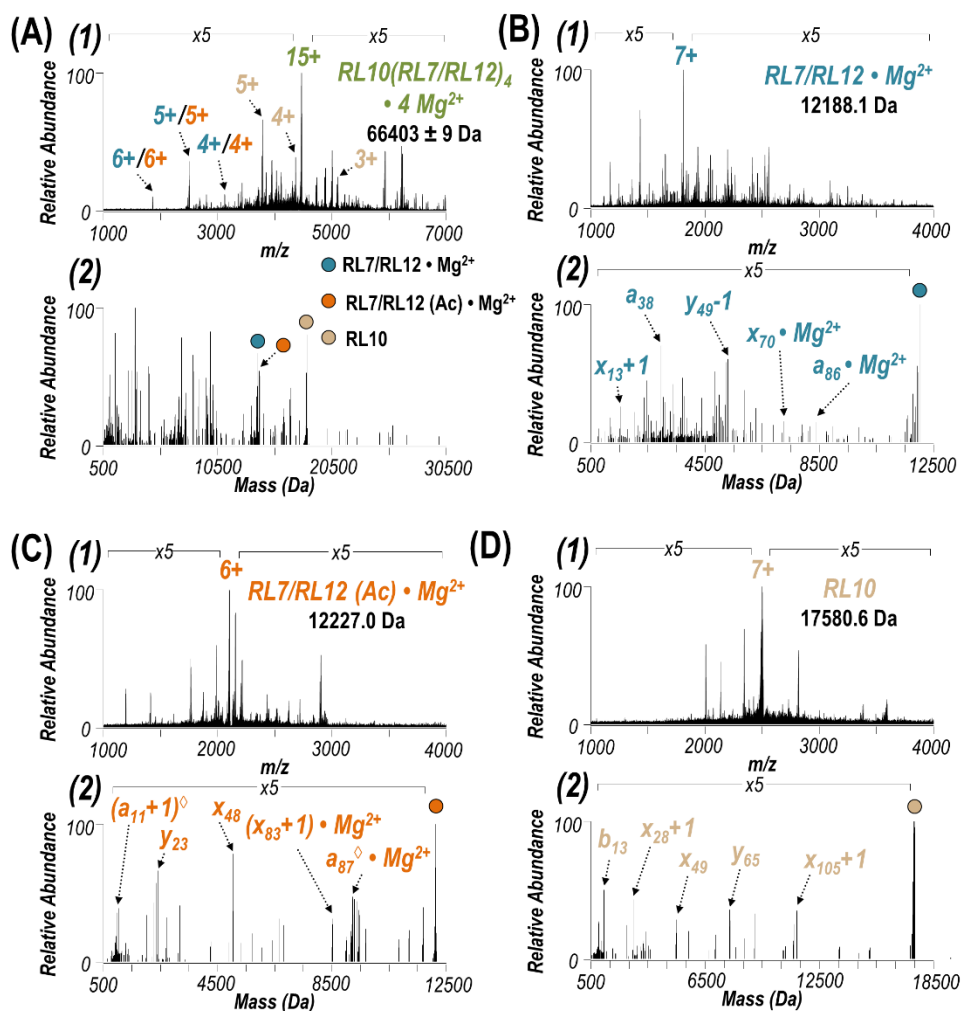 (A) (1) x5 x5
15+
RL10(RL7/RL12)4
• 4 Mg2+
66403 ± 9 Da
5+
4+
3+
5+/5+
4+/4+
6+/6+
Relative Abundance
100
0
1000 3000 5000 7000
m/z
(2)
RL7/RL12 • Mg2+
RL7/RL12 (Ac) • Mg2+
RL10
Relative Abundance
100
0
500 10500 20500 30500
Mass (Da)
(B) (1) x5 x5
7+
RL7/RL12 • Mg2+
12188.1 Da
Relative Abundance
100
0
1000 2000 3000 4000
m/z
(2) x5
a38
y49-1
x70 • Mg2+
x13+1
a86 • Mg2+
Relative Abundance
100
0
500 4500 8500 12500
Mass (Da)
(C) (1) x5 x5
6+
RL7/RL12 (Ac) • Mg2+
12227.0 Da
Relative Abundance
100
0
1000 2000 3000 4000
m/z
(2) x5
(a11+1)◊
y23
x48
(x83+1) • Mg2+
a87◊ • Mg2+
Relative Abundance
100
0
500 4500 8500 12500
Mass (Da)
(D) (1) x5 x5
7+
RL10
17580.6 Da
Relative Abundance
100
0
1000 2000 3000 4000
m/z
(2) x5
b13
x28+1
x49
y65
x105+1
Relative Abundance
100
0
500 6500 12500 18500
Mass (Da)